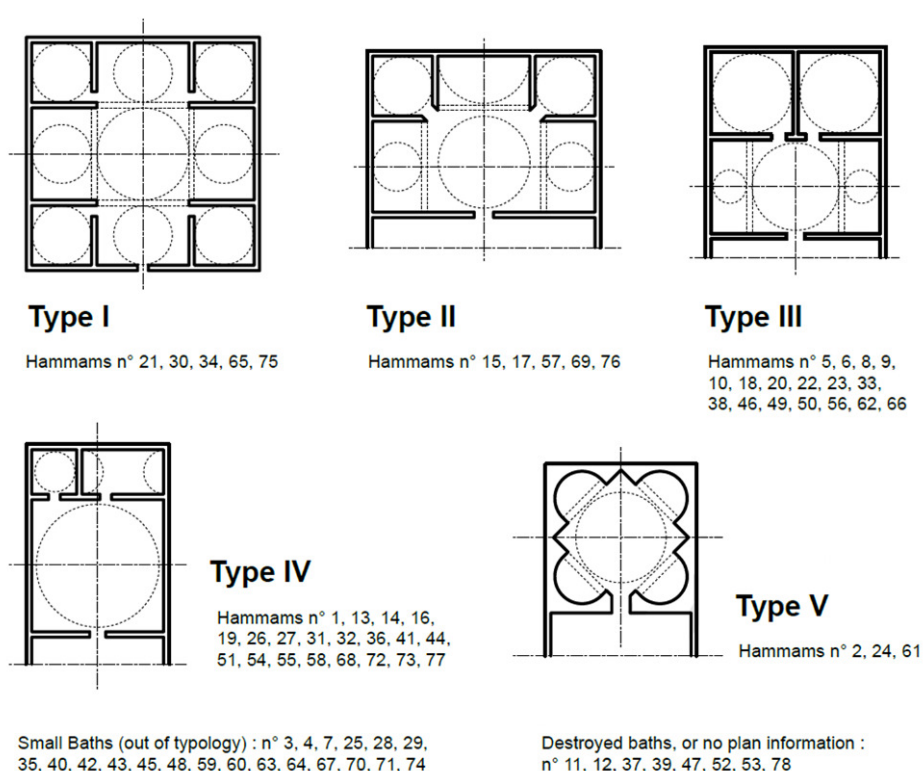 Type I
Hammams n° 21, 30, 34, 65, 75
Type II
Hammams n° 15, 17, 57, 69, 76
Type III
Hammams n° 5, 6, 8, 9,
10, 18, 20, 22, 23, 33,
38, 46, 49, 50, 56, 62, 66
Type IV
Hammams n° 1, 13, 14, 16,
19, 26, 27, 31, 32, 36, 41, 44,
51, 54, 55, 58, 68, 72, 73, 77
Type V
Hammams n° 2, 24, 61
Small Baths (out of typology) : n° 3, 4, 7, 25, 28, 29,
35, 40, 42, 43, 45, 48, 59, 60, 63, 64, 67, 70, 71, 74
Destroyed baths, or no plan information :
n° 11, 12, 37, 39, 47, 52, 53, 78